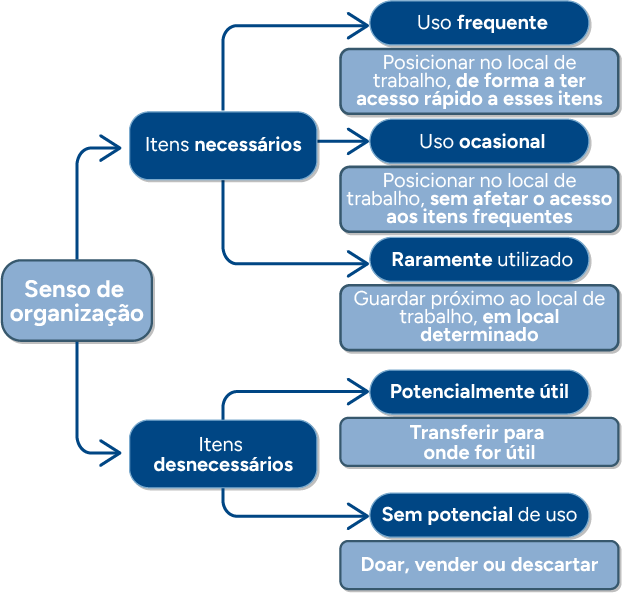 Uso frequente
Posicionar no local de
trabalho, de forma a ter
acesso rápido a esses itens
Itens necessários
Uso ocasional
Posicionar no local de
trabalho, sem afetar o acesso
aos itens frequentes
Raramente utilizado
Guardar próximo ao local de
trabalho, em local
determinado
Senso de
organização
Potencialmente útil
Transferir para
onde for útil
Itens
desnecessários
Sem potencial de uso
Doar, vender ou descartar